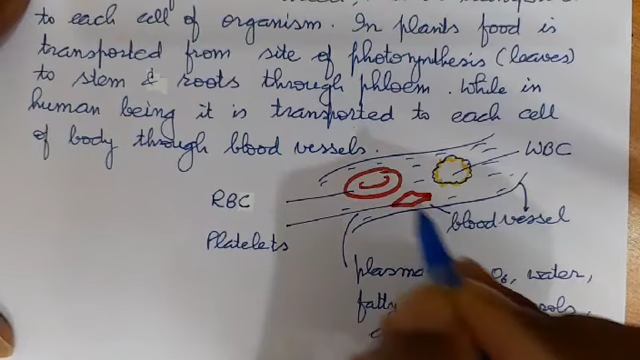 to each cell of organism. In plants food is
transported from site of photosynthesis (leaves)
to stem & roots through phloem. While in
human being it is transported to each cell
of body through blood vessels.
WBC
RBC
blood vessel
Platelets
plasma water,
fatty